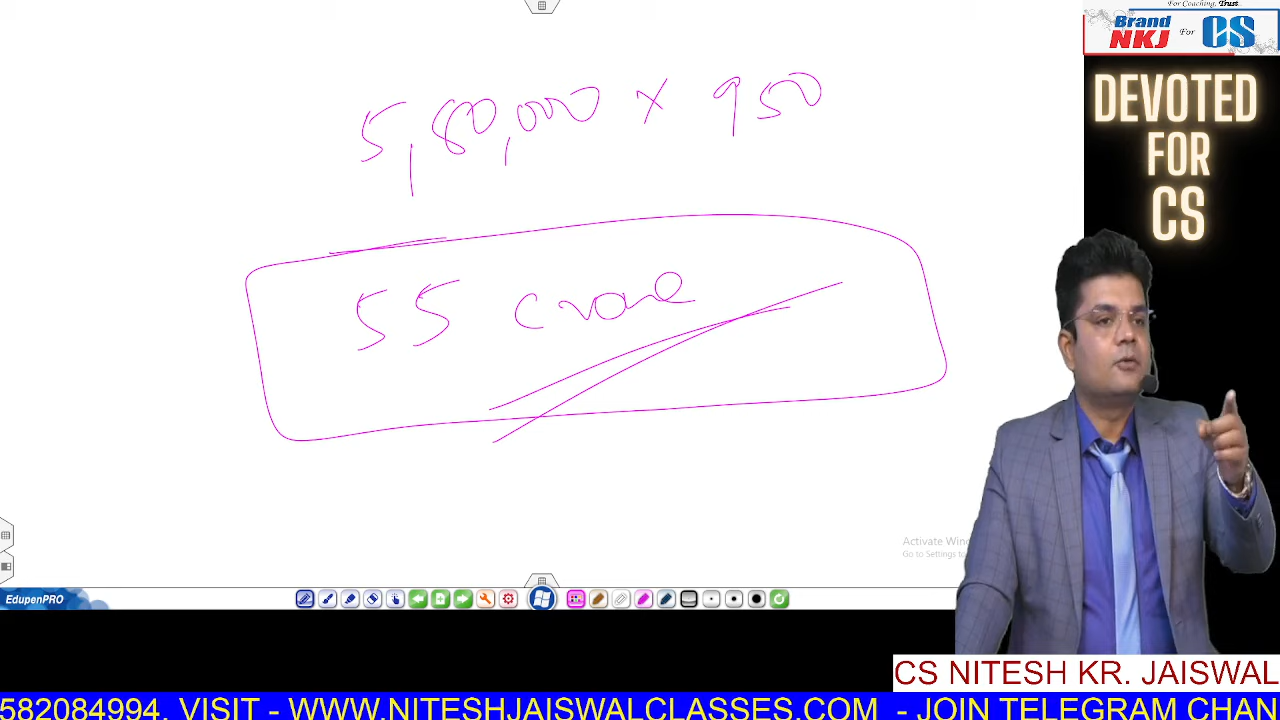 For Coaching, Trust...
Brand
NKJ For CS
DEVOTED
FOR
CS
5,80,000 x 950
55 crore
Activate Win
Go to Settings to
EdupenPRO
CS NITESH KR. JAISWAL
582084994, VISIT - WWW.NITESHJAISWALCLASSES.COM - JOIN TELEGRAM CHAN